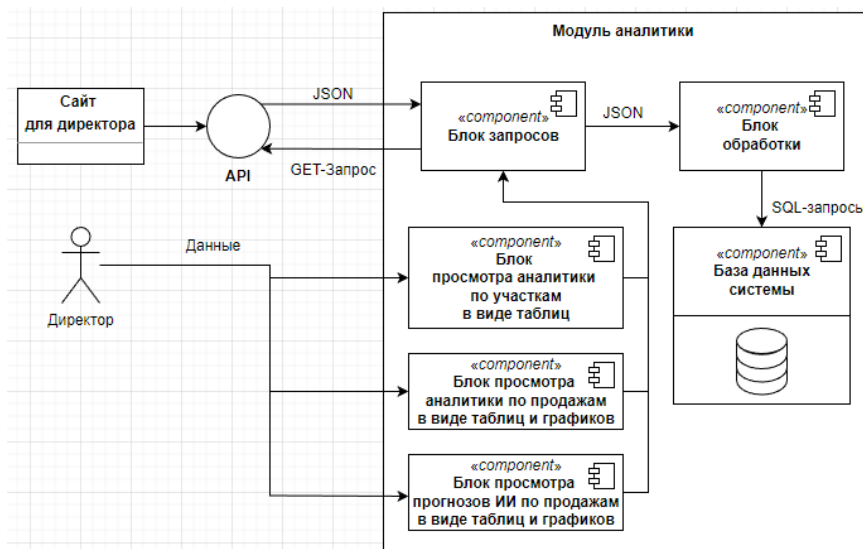 Модуль аналитики
Сайт
для директора
API
JSON
GET-Запрос
«component»
Блок запросов
JSON
«component»
Блок
обработки
SQL-запросы
«component»
База данных
системы
Данные
Директор
«component»
Блок
просмотра аналитики
по участкам
в виде таблиц
«component»
Блок просмотра
аналитики по продажам
в виде таблиц и графиков
«component»
Блок просмотра
прогнозов ИИ по продажам
в виде таблиц и графиков